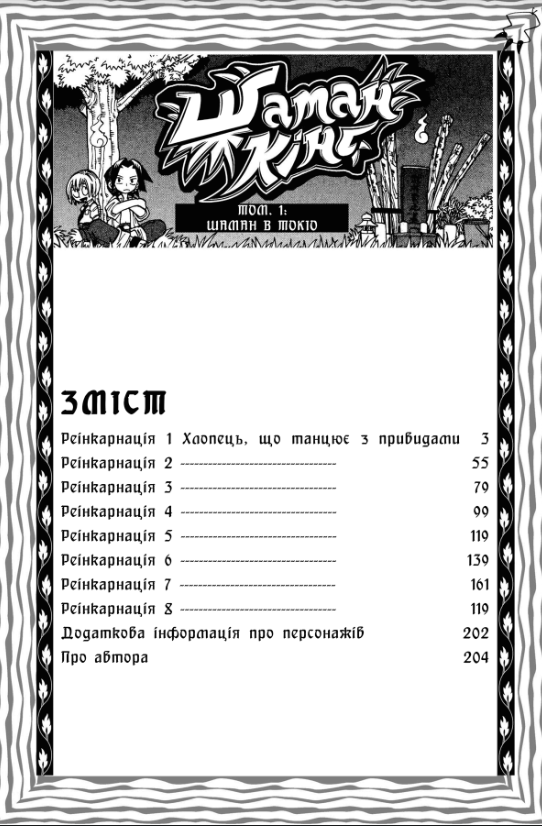 Шаман
Кінг
ТОМ. 1:
ШАМАН В ТОКІО
ЗМІСТ
Реінкарнація 1 Хлопець, що танцює з привидами 3
Реінкарнація 2 ---------------------------------- 55
Реінкарнація 3 ---------------------------------- 79
Реінкарнація 4 ---------------------------------- 99
Реінкарнація 5 ---------------------------------- 119
Реінкарнація 6 ---------------------------------- 139
Реінкарнація 7 ---------------------------------- 161
Реінкарнація 8 ---------------------------------- 119
Додаткова інформація про персонажів 202
Про автора 204